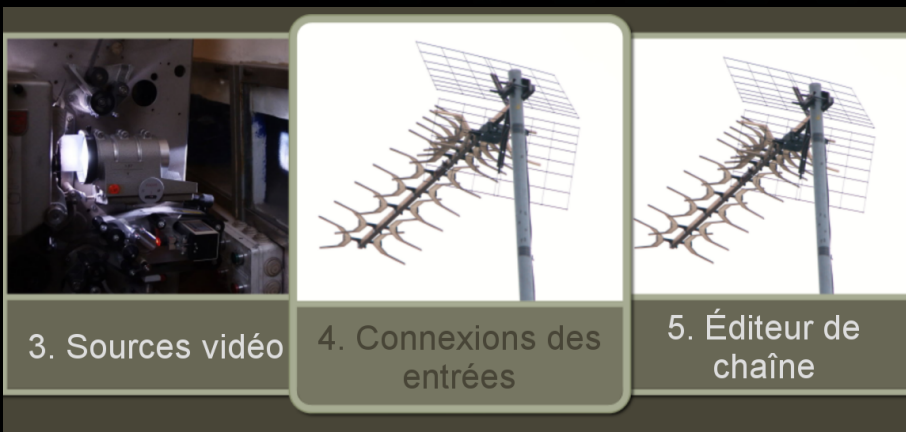 3. Sources vidéo
4. Connexions des
entrées
5. Éditeur de
chaîne